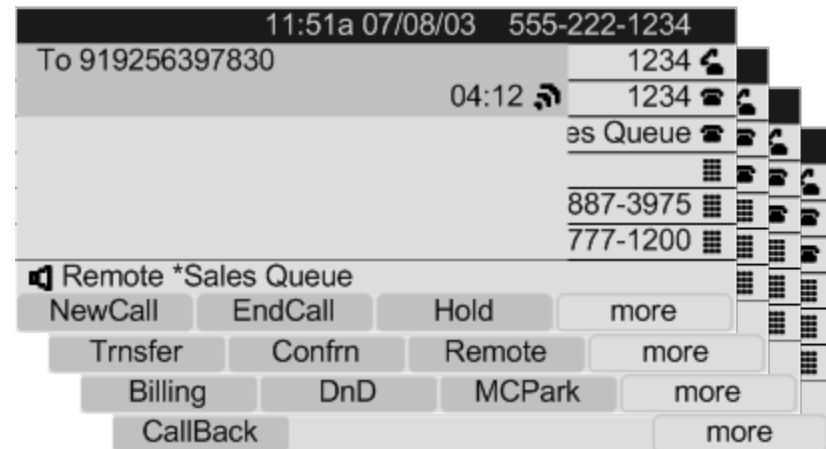 11:51a 07/08/03 555-222-1234
To 919256397830 1234
04:12 1234
es Queue
887-3975
777-1200
Remote *Sales Queue
NewCall EndCall Hold more
Trnsfer Confrn Remote more
Billing DnD MCPark more
CallBack more